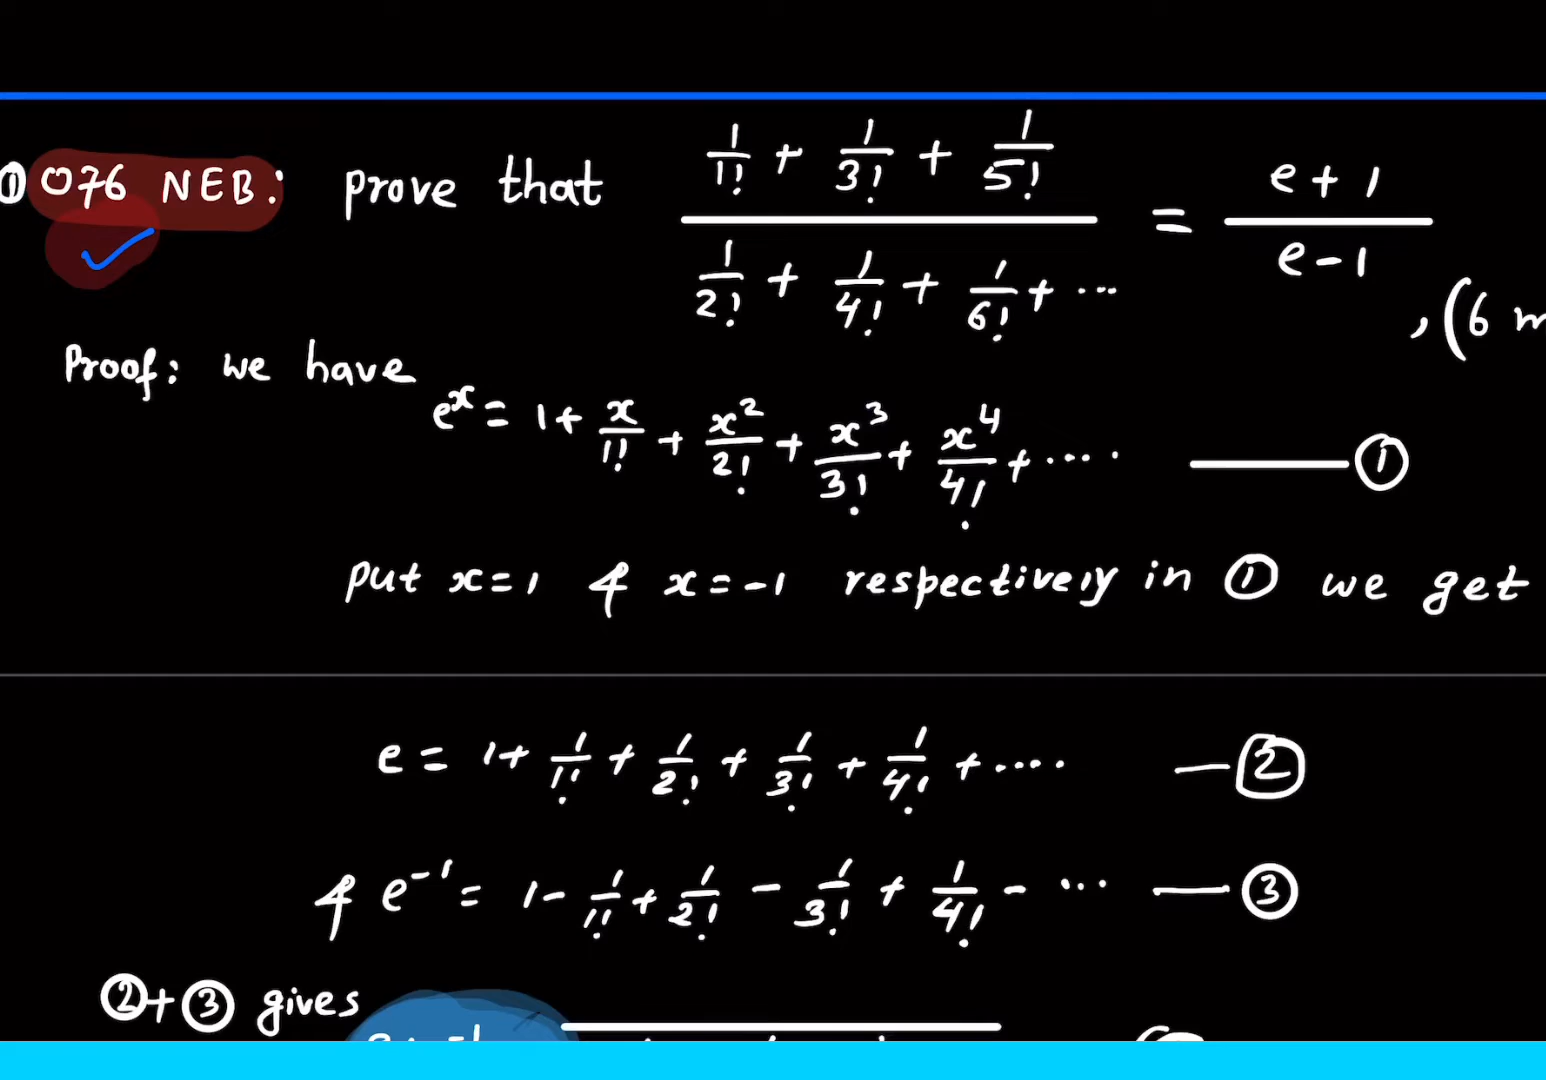 ① 076 NEB: prove that (1/1! + 1/3! + 1/5!) / (1/2! + 1/4! + 1/6! + ...) = (e+1)/(e-1)
, (6
Proof: we have
e^x = 1 + x/1! + x^2/2! + x^3/3! + x^4/4! + .... ——①
put x=1 & x=-1 respectively in ① we get
e = 1 + 1/1! + 1/2! + 1/3! + 1/4! + .... —②
& e^-1 = 1 - 1/1! + 1/2! - 1/3! + 1/4! - ... —③
②+③ gives